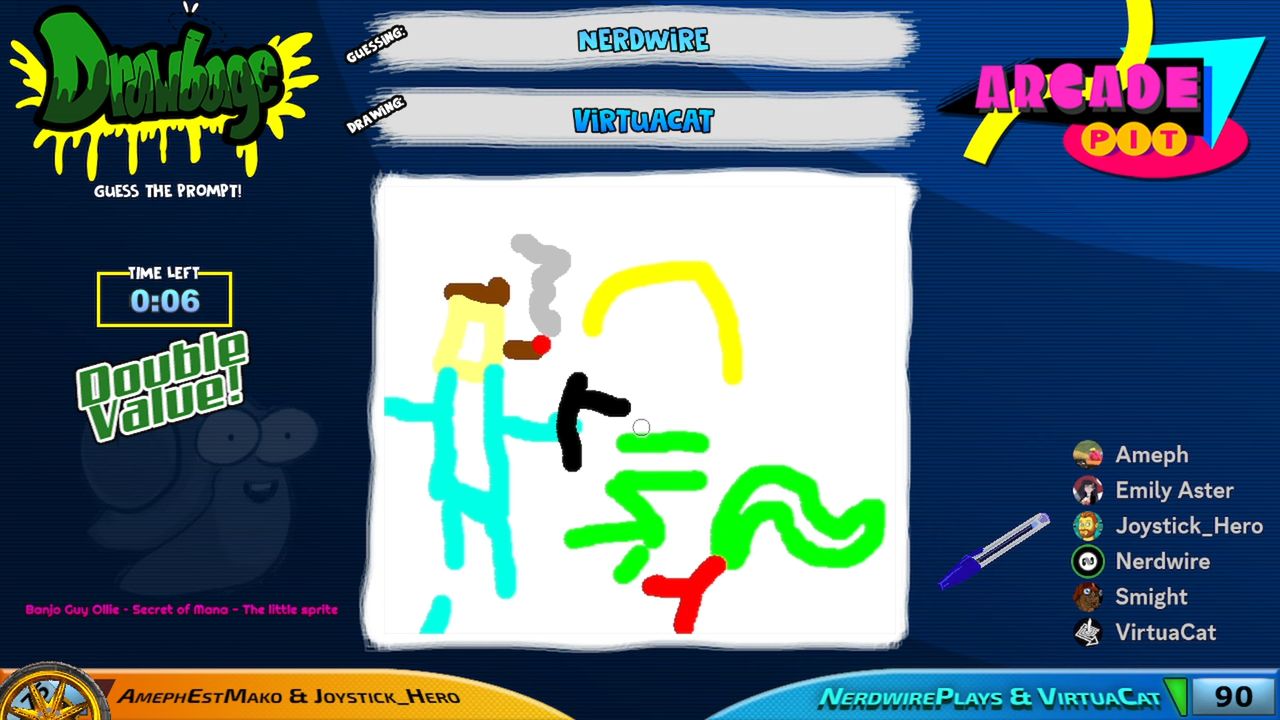 Drawbage
GUESS THE PROMPT!
GUESSING:
NERDWIRE
DRAWING:
VIRTUACAT
ARCADE
PIT
TIME LEFT
0:06
Double
Value!
Banjo Guy Ollie - Secret of Mana - The little sprite
Ameph
Emily Aster
Joystick_Hero
Nerdwire
Smight
VirtuaCat
AmephEstMako & Joystick_Hero
NerdwirePlays & VirtuaCat
90